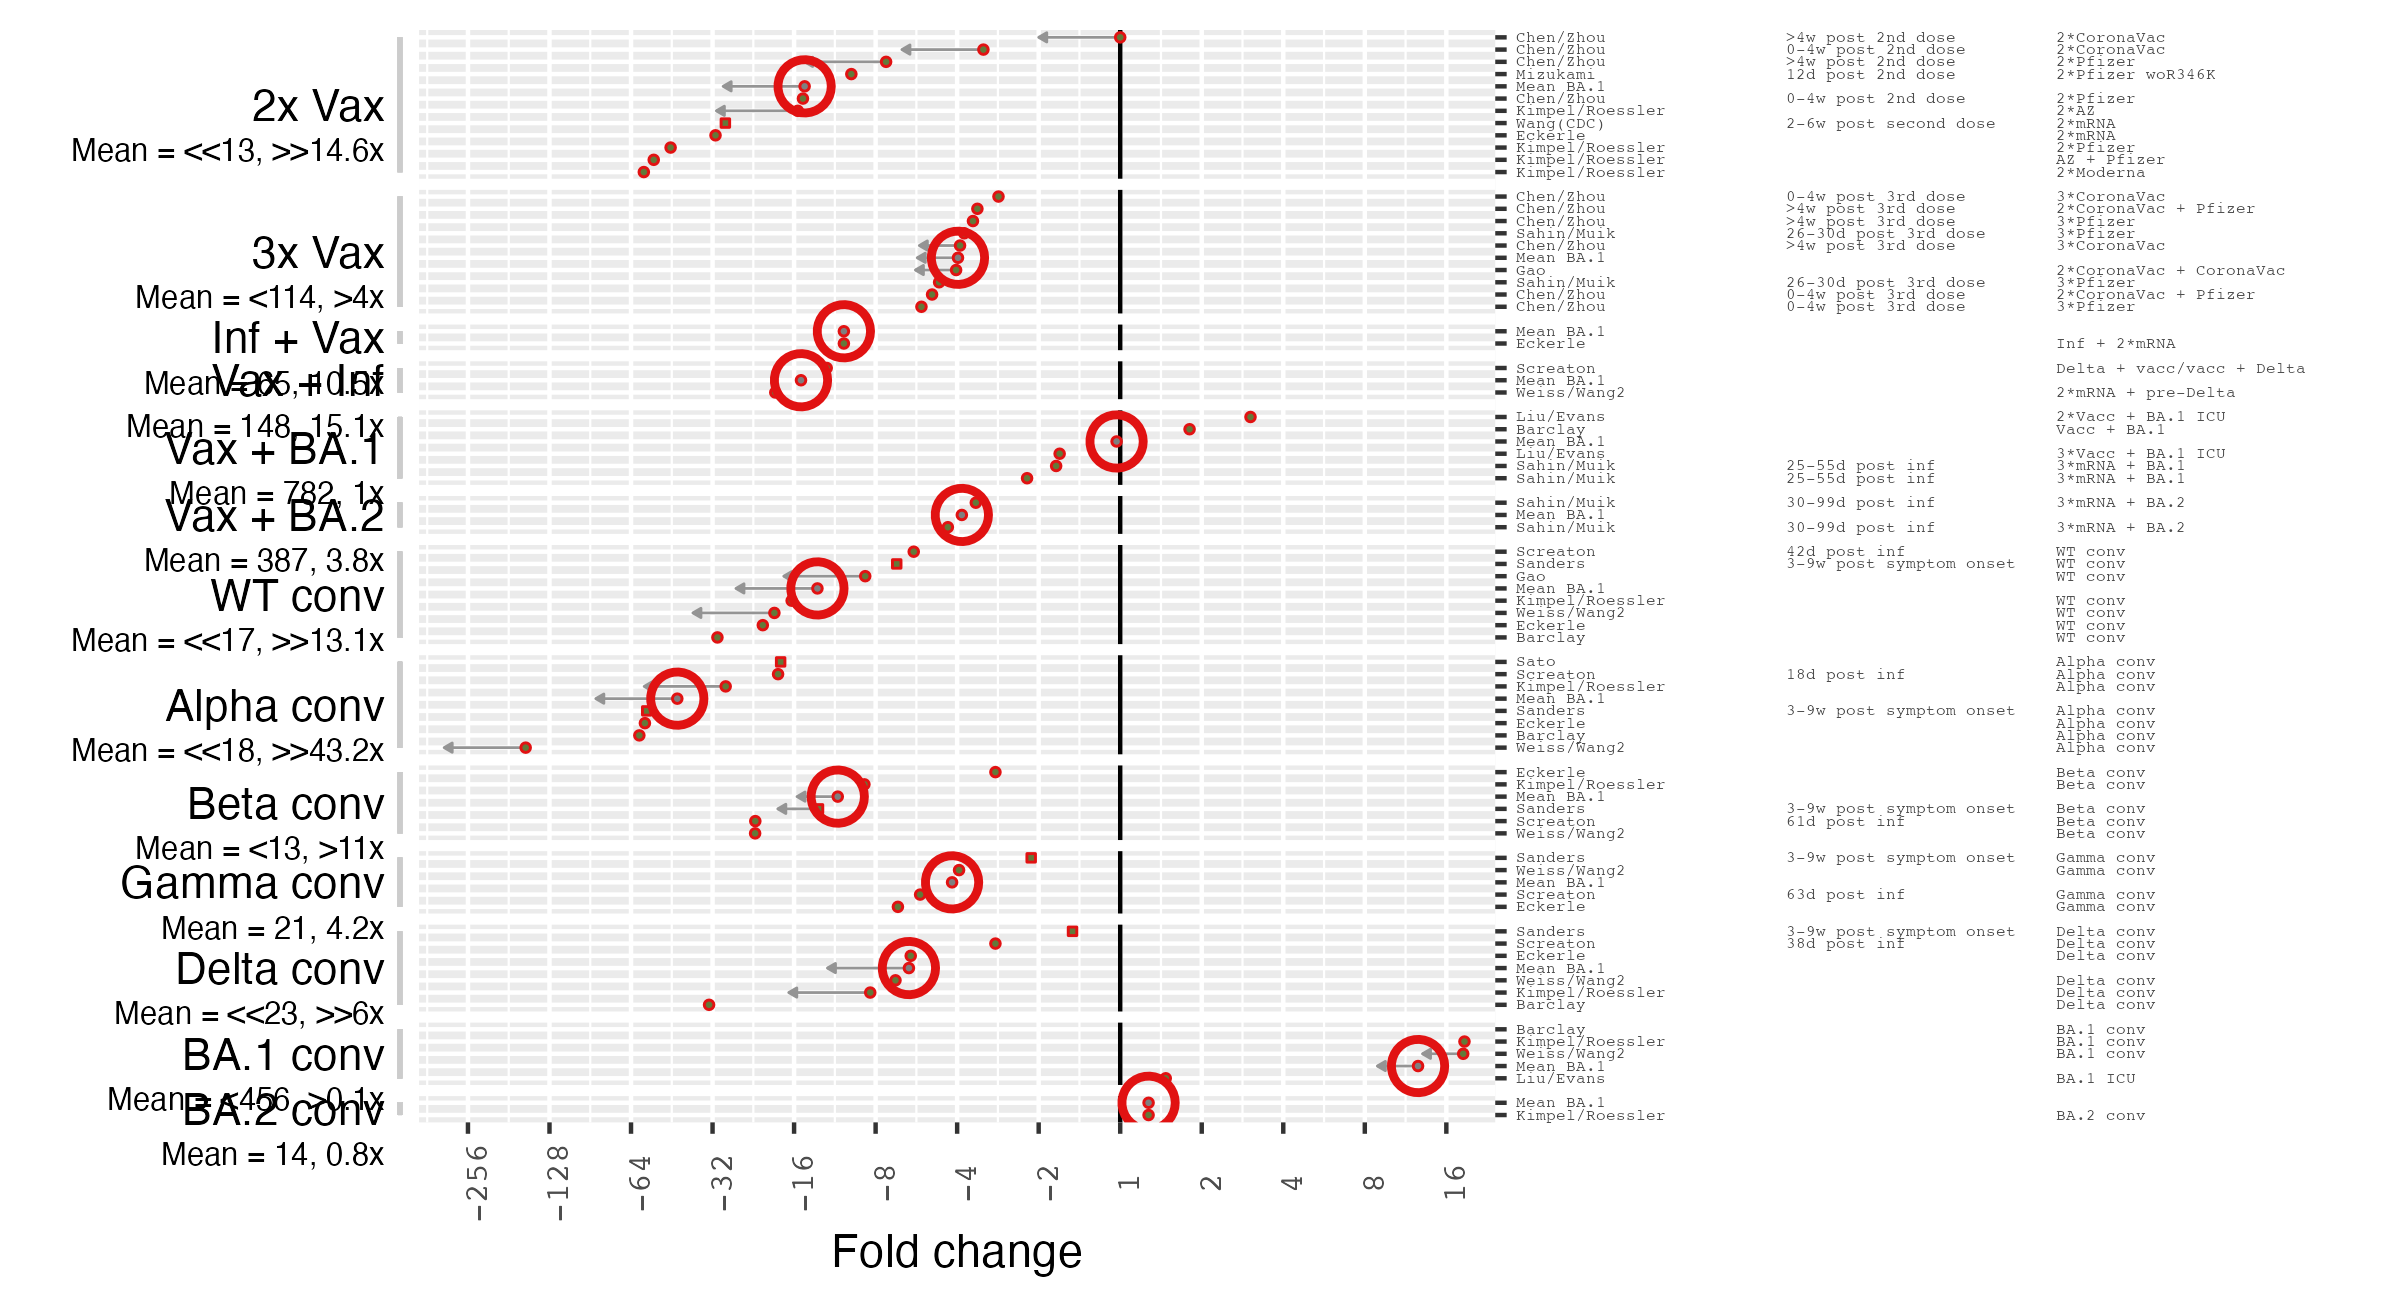 2x Vax
Mean = <<13, >>14.6x
3x Vax
Mean = <114, >4x
Inf + Vax
Mean = 65, 10.5x
Vax + Inf
Mean = 148, 15.1x
Vax + BA.1
Mean = 782, 1x
Vax + BA.2
Mean = 387, 3.8x
WT conv
Mean = <<17, >>13.1x
Alpha conv
Mean = <<18, >>43.2x
Beta conv
Mean = <13, >11x
Gamma conv
Mean = 21, 4.2x
Delta conv
Mean = <<23, >>6x
BA.1 conv
Mean = <456, >0.1x
BA.2 conv
Mean = 14, 0.8x
Chen/Zhou >4w post 2nd dose 2*CoronaVac
Chen/Zhou 0-4w post 2nd dose 2*CoronaVac
Chen/Zhou >4w post 2nd dose 2*Pfizer
Mizukami 12d post 2nd dose 2*Pfizer woR346K
Mean BA.1
Chen/Zhou 0-4w post 2nd dose 2*Pfizer
Kimpel/Roessler 2*AZ
Wang(CDC) 2-6w post second dose 2*mRNA
Eckerle 2*mRNA
Kimpel/Roessler 2*Pfizer
Kimpel/Roessler AZ + Pfizer
Kimpel/Roessler 2*Moderna
Chen/Zhou 0-4w post 3rd dose 3*CoronaVac
Chen/Zhou >4w post 3rd dose 2*CoronaVac + Pfizer
Chen/Zhou >4w post 3rd dose 3*Pfizer
Sahin/Muik 26-30d post 3rd dose 3*Pfizer
Chen/Zhou >4w post 3rd dose 3*CoronaVac
Mean BA.1
Gao 2*CoronaVac + CoronaVac
Sahin/Muik 26-30d post 3rd dose 3*Pfizer
Chen/Zhou 0-4w post 3rd dose 2*CoronaVac + Pfizer
Chen/Zhou 0-4w post 3rd dose 3*Pfizer
Mean BA.1
Eckerle Inf + 2*mRNA
Screaton Delta + vacc/vacc + Delta
Mean BA.1
Weiss/Wang2 2*mRNA + pre-Delta
Liu/Evans 2*Vacc + BA.1 ICU
Barclay Vacc + BA.1
Mean BA.1
Liu/Evans 3*Vacc + BA.1 ICU
Sahin/Muik 25-55d post inf 3*mRNA + BA.1
Sahin/Muik 25-55d post inf 3*mRNA + BA.1
Sahin/Muik 30-99d post inf 3*mRNA + BA.2
Mean BA.1
Sahin/Muik 30-99d post inf 3*mRNA + BA.2
Screaton 42d post inf WT conv
Sanders 3-9w post symptom onset WT conv
Gao WT conv
Mean BA.1
Kimpel/Roessler WT conv
Weiss/Wang2 WT conv
Eckerle WT conv
Barclay WT conv
Sato Alpha conv
Screaton 18d post inf Alpha conv
Kimpel/Roessler Alpha conv
Mean BA.1
Sanders 3-9w post symptom onset Alpha conv
Eckerle Alpha conv
Barclay Alpha conv
Weiss/Wang2 Alpha conv
Eckerle Beta conv
Kimpel/Roessler Beta conv
Mean BA.1
Sanders 3-9w post symptom onset Beta conv
Screaton 61d post inf Beta conv
Weiss/Wang2 Beta conv
Sanders 3-9w post symptom onset Gamma conv
Weiss/Wang2 Gamma conv
Mean BA.1
Screaton 63d post inf Gamma conv
Eckerle Gamma conv
Sanders 3-9w post symptom onset Delta conv
Screaton 38d post inf Delta conv
Eckerle Delta conv
Mean BA.1
Weiss/Wang2 Delta conv
Kimpel/Roessler Delta conv
Barclay Delta conv
Barclay BA.1 conv
Kimpel/Roessler BA.1 conv
Weiss/Wang2 BA.1 conv
Mean BA.1
Liu/Evans BA.1 ICU
Mean BA.1
Kimpel/Roessler BA.2 conv
-256 -128 -64 -32 -16 -8 -4 -2 1 2 4 8 16
Fold change